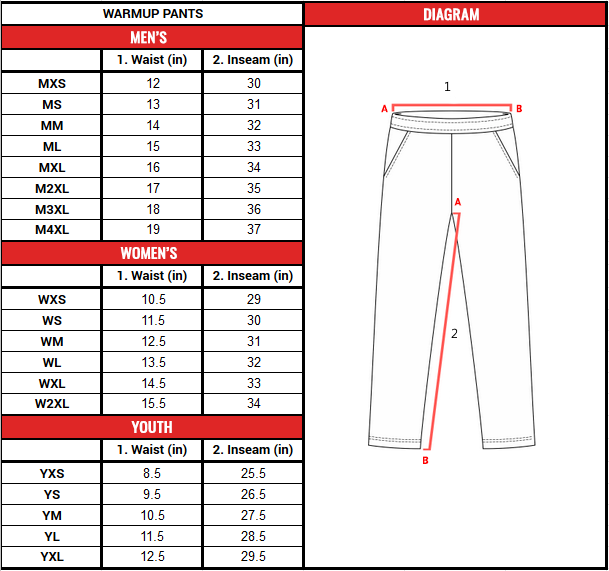 WARMUP PANTS
MEN'S
1. Waist (in) 2. Inseam (in)
MXS 12 30
MS 13 31
MM 14 32
ML 15 33
MXL 16 34
M2XL 17 35
M3XL 18 36
M4XL 19 37
WOMEN'S
1. Waist (in) 2. Inseam (in)
WXS 10.5 29
WS 11.5 30
WM 12.5 31
WL 13.5 32
WXL 14.5 33
W2XL 15.5 34
YOUTH
1. Waist (in) 2. Inseam (in)
YXS 8.5 25.5
YS 9.5 26.5
YM 10.5 27.5
YL 11.5 28.5
YXL 12.5 29.5
DIAGRAM
1
A B
A
2
B